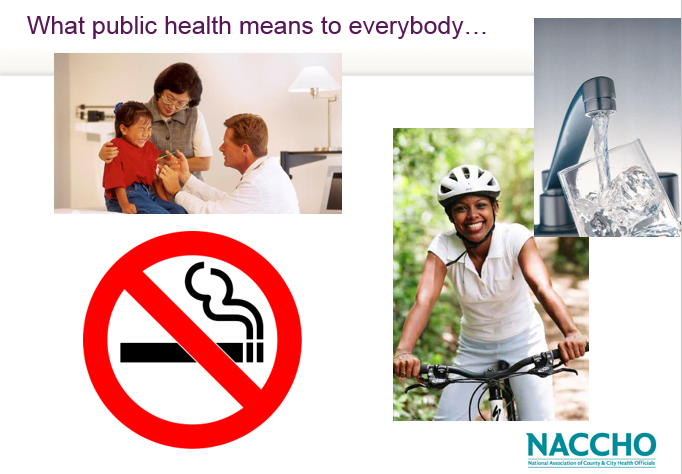 What public health means to everybody…
NACCHO
National Association of County & City Health Officials